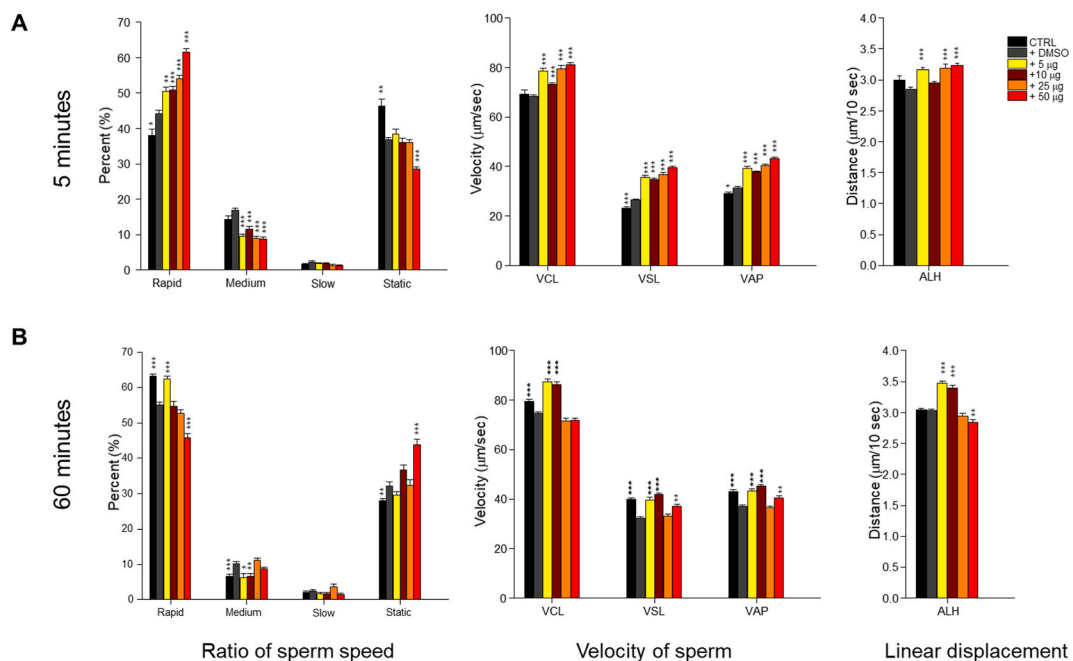 A
5 minutes
Percent (%)
70
60
50
40
30
20
10
0
*
**
***
***
***
***
***
***
***
**
***
Rapid
Medium
Slow
Static
Velocity (µm/sec)
100
80
60
40
20
0
***
***
***
***
***
***
***
***
***
*
***
***
***
***
VCL
VSL
VAP
Distance (µm/10 sec)
4.0
3.5
3.0
2.5
2.0
1.5
1.0
0.5
0.0
***
***
***
ALH
CTRL
+ DMSO
+ 5 µg
+10 µg
+ 25 µg
+ 50 µg
B
60 minutes
Percent (%)
70
60
50
40
30
20
10
0
***
***
***
***
*
**
**
***
Rapid
Medium
Slow
Static
Velocity (µm/sec)
100
80
60
40
20
0
***
***
***
***
***
***
**
***
***
***
**
VCL
VSL
VAP
Distance (µm/10 sec)
4.0
3.5
3.0
2.5
2.0
1.5
1.0
0.5
0.0
***
***
**
ALH
Ratio of sperm speed
Velocity of sperm
Linear displacement